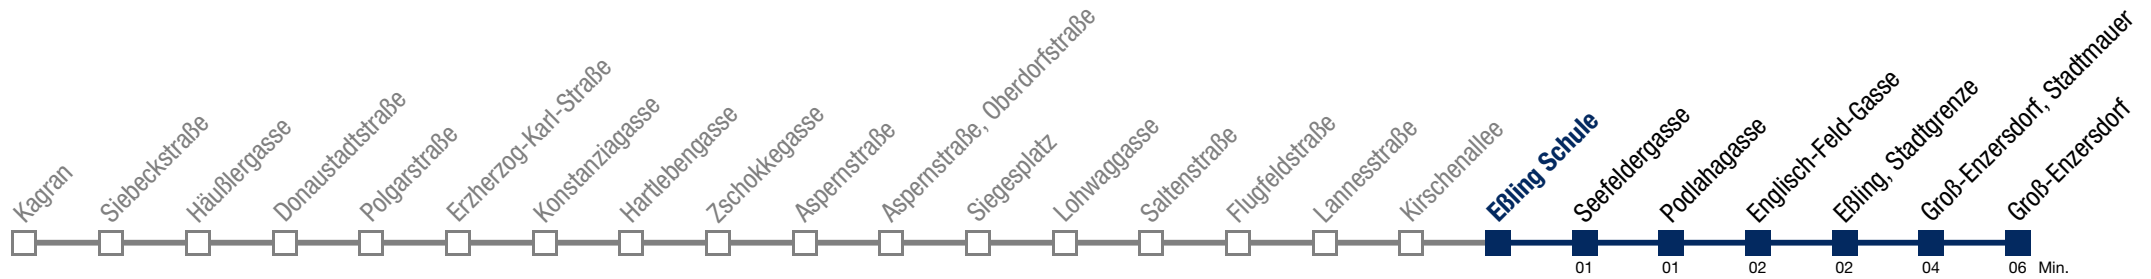 Kagran
Siebeckstraße
Häußlergasse
Donaustadtstraße
Polgarstraße
Erzherzog-Karl-Straße
Konstanziagasse
Hartlebengasse
Zschokkegasse
Aspernstraße
Aspernstraße, Oberdorfstraße
Siegesplatz
Lohwaggasse
Saltenstraße
Flugfeldstraße
Lannesstraße
Kirschenallee
Eßling Schule
Seefeldergasse
Podlahagasse
Englisch-Feld-Gasse
Eßling, Stadtgrenze
Groß-Enzersdorf, Stadtmauer
Groß-Enzersdorf
01 01 02 02 04 06 Min.